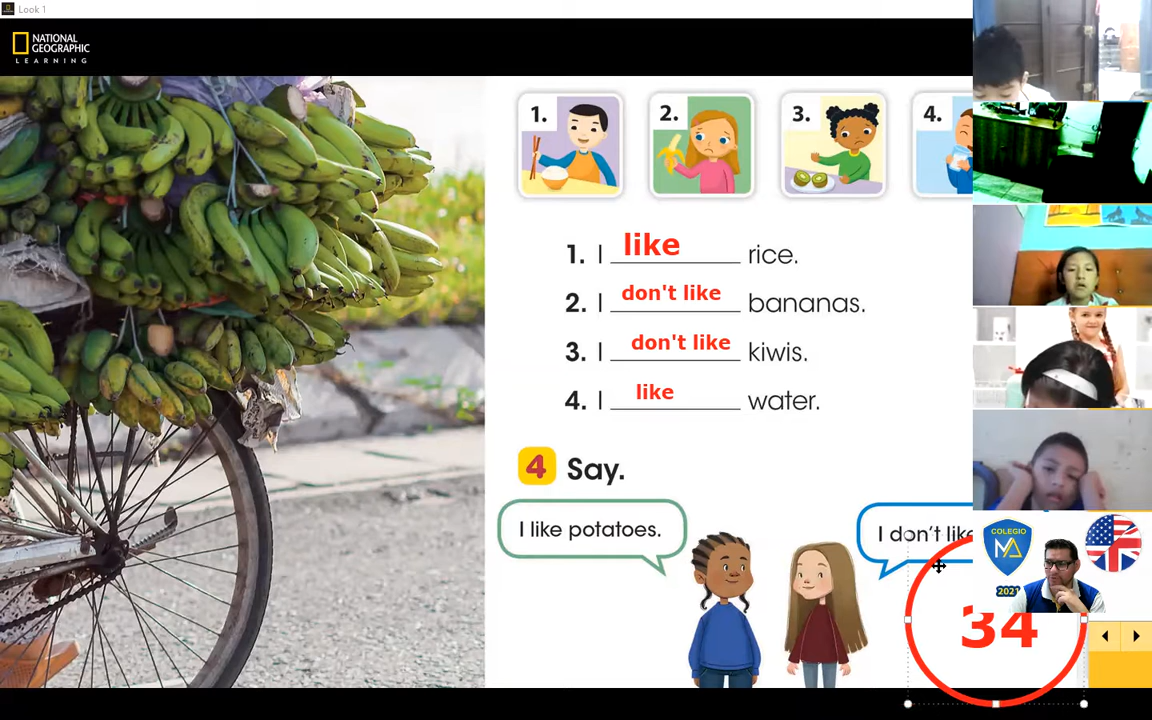 Look 1
NATIONAL
GEOGRAPHIC
LEARNING
1.
2.
3.
4.
1. I like rice.
2. I don't like bananas.
3. I don't like kiwis.
4. I like water.
4 Say.
I like potatoes.
I don't like
COLEGIO
MA
2021
34